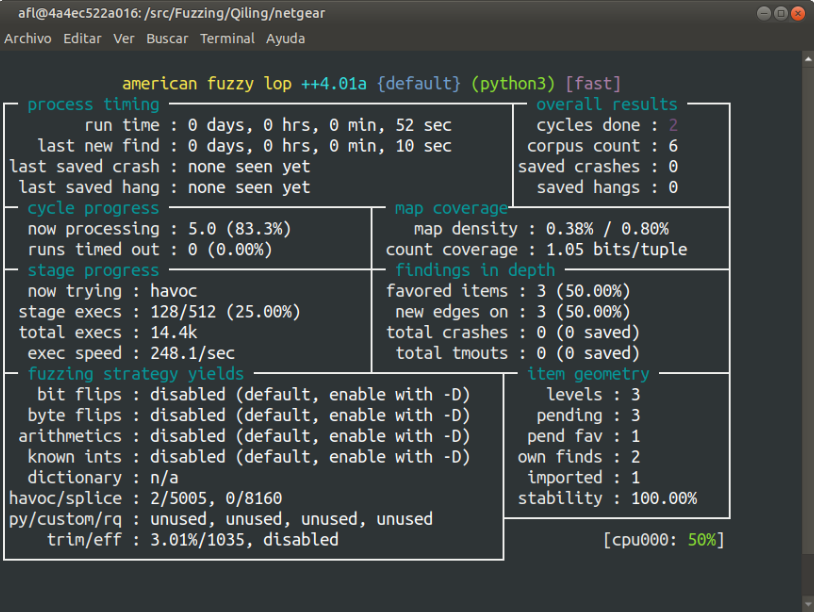 afl@4a4ec522a016: /src/Fuzzing/Qiling/netgear
Archivo Editar Ver Buscar Terminal Ayuda
american fuzzy lop ++4.01a {default} (python3) [fast]
process timing overall results
run time : 0 days, 0 hrs, 0 min, 52 sec cycles done : 2
last new find : 0 days, 0 hrs, 0 min, 10 sec corpus count : 6
last saved crash : none seen yet saved crashes : 0
last saved hang : none seen yet saved hangs : 0
cycle progress map coverage
now processing : 5.0 (83.3%) map density : 0.38% / 0.80%
runs timed out : 0 (0.00%) count coverage : 1.05 bits/tuple
stage progress findings in depth
now trying : havoc favored items : 3 (50.00%)
stage execs : 128/512 (25.00%) new edges on : 3 (50.00%)
total execs : 14.4k total crashes : 0 (0 saved)
exec speed : 248.1/sec total tmouts : 0 (0 saved)
fuzzing strategy yields item geometry
bit flips : disabled (default, enable with -D) levels : 3
byte flips : disabled (default, enable with -D) pending : 3
arithmetics : disabled (default, enable with -D) pend fav : 1
known ints : disabled (default, enable with -D) own finds : 2
dictionary : n/a imported : 1
havoc/splice : 2/5005, 0/8160 stability : 100.00%
py/custom/rq : unused, unused, unused, unused
trim/eff : 3.01%/1035, disabled [cpu000: 50%]